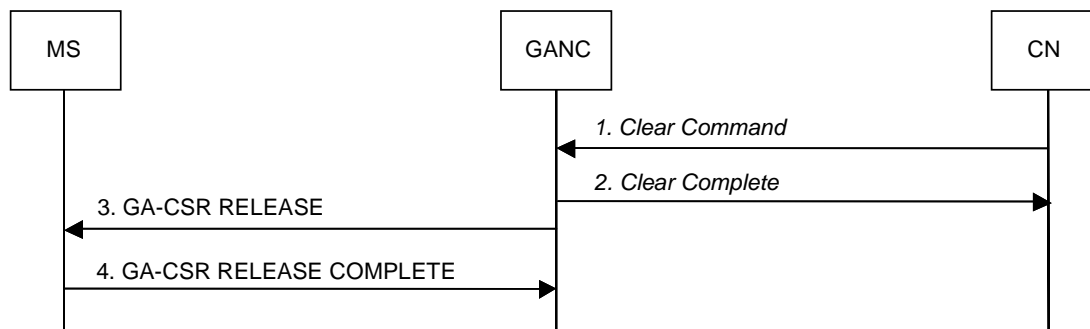 MS
GANC
CN
1. Clear Command
2. Clear Complete
3. GA-CSR RELEASE
4. GA-CSR RELEASE COMPLETE